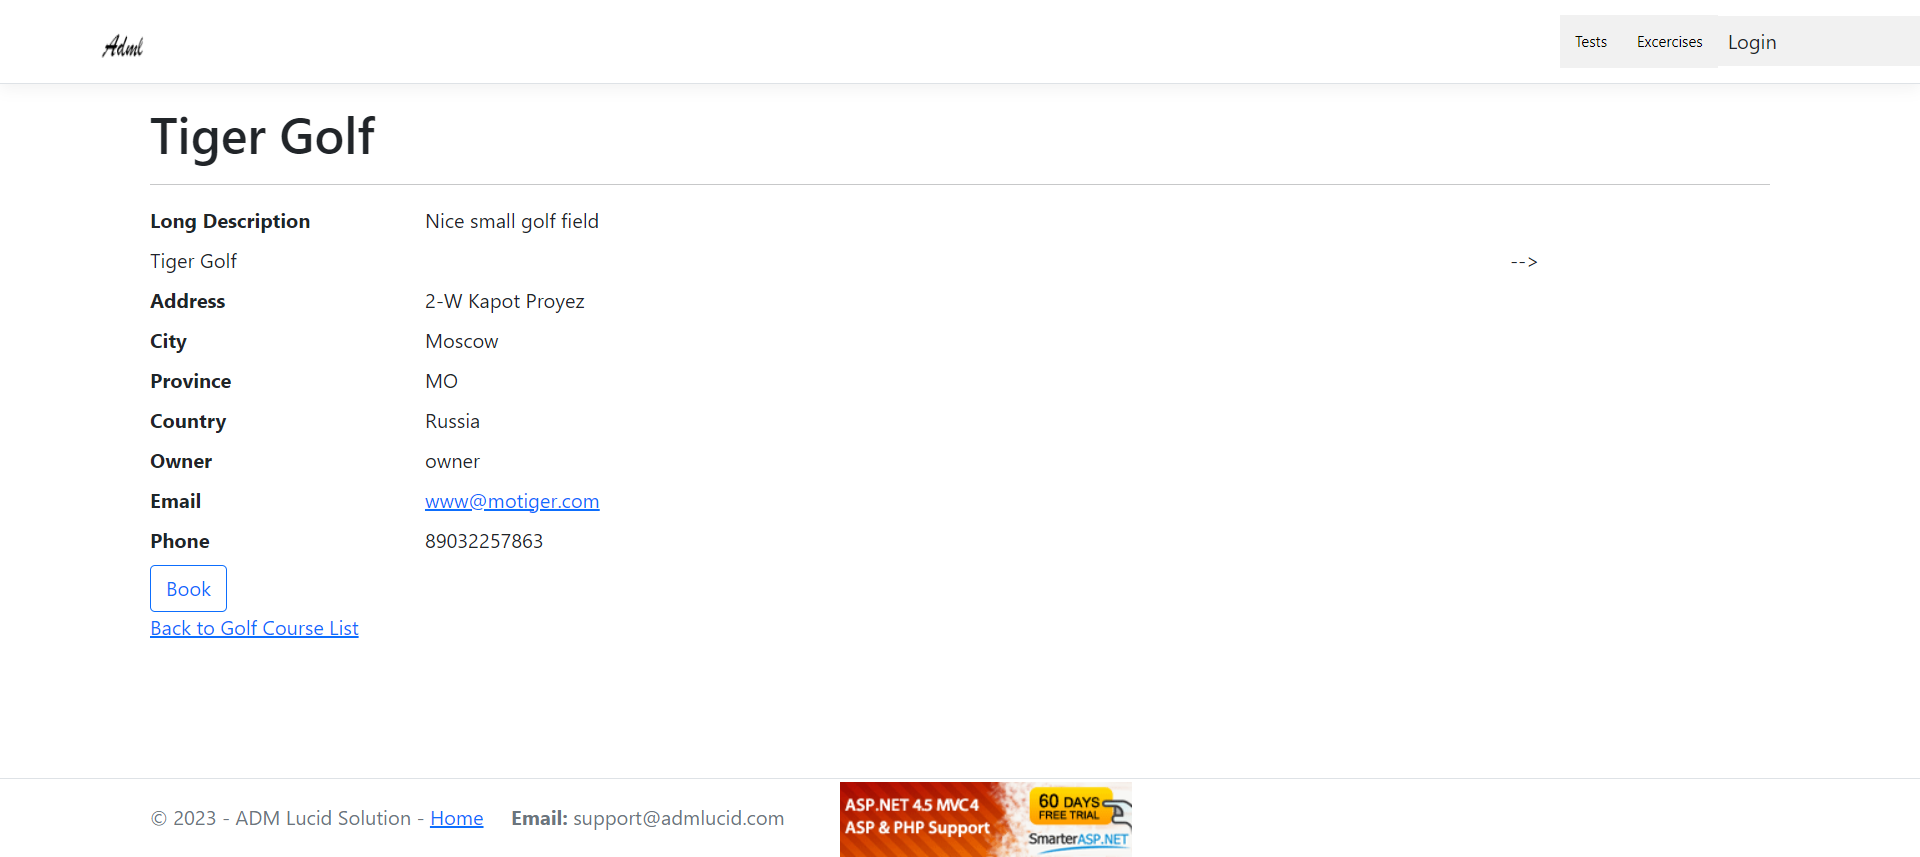 Adml
Tests Excercises Login
Tiger Golf
Long Description Nice small golf field
Tiger Golf -->
Address 2-W Kapot Proyez
City Moscow
Province MO
Country Russia
Owner owner
Email www@motiger.com
Phone 89032257863
Book
Back to Golf Course List
© 2023 - ADM Lucid Solution - Home Email: support@admlucid.com
ASP.NET 4.5 MVC4
ASP & PHP Support
60 DAYS
FREE TRIAL
SmarterASP.NET